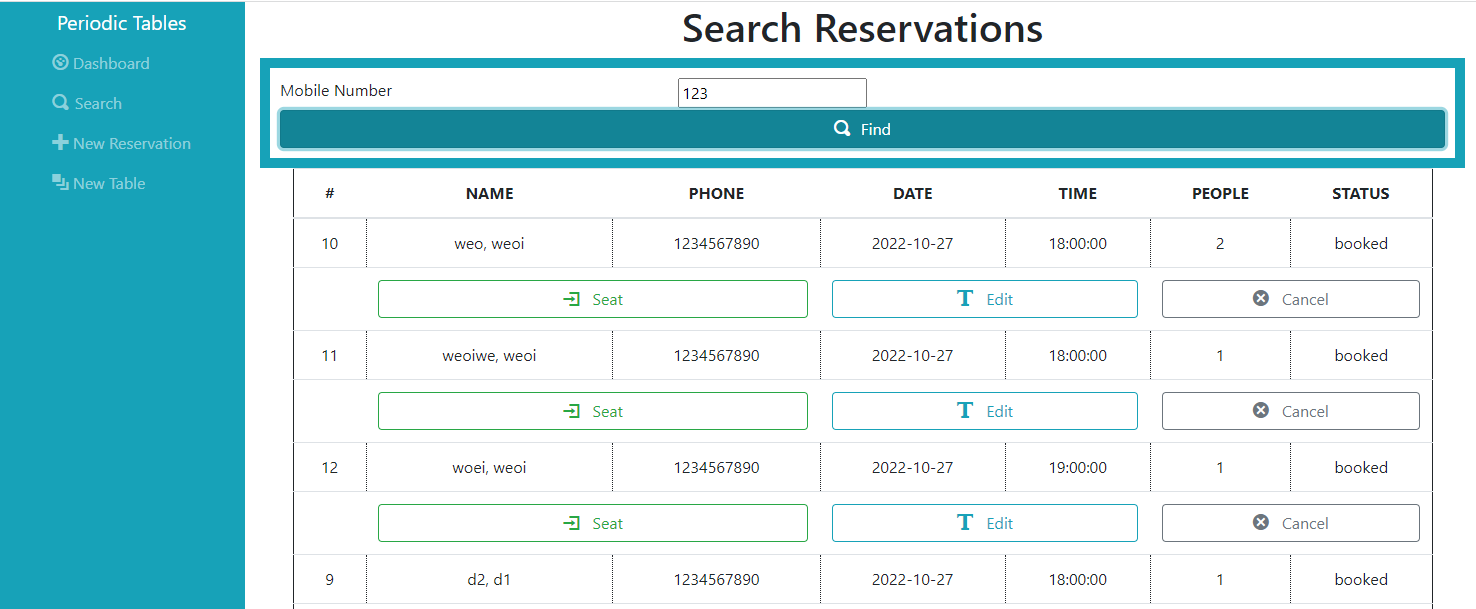 Periodic Tables
Dashboard
Search
New Reservation
New Table
Search Reservations
Mobile Number 123
Find
# NAME PHONE DATE TIME PEOPLE STATUS
10 weo, weoi 1234567890 2022-10-27 18:00:00 2 booked
Seat Edit Cancel
11 weoiwe, weoi 1234567890 2022-10-27 18:00:00 1 booked
Seat Edit Cancel
12 woei, weoi 1234567890 2022-10-27 19:00:00 1 booked
Seat Edit Cancel
9 d2, d1 1234567890 2022-10-27 18:00:00 1 booked